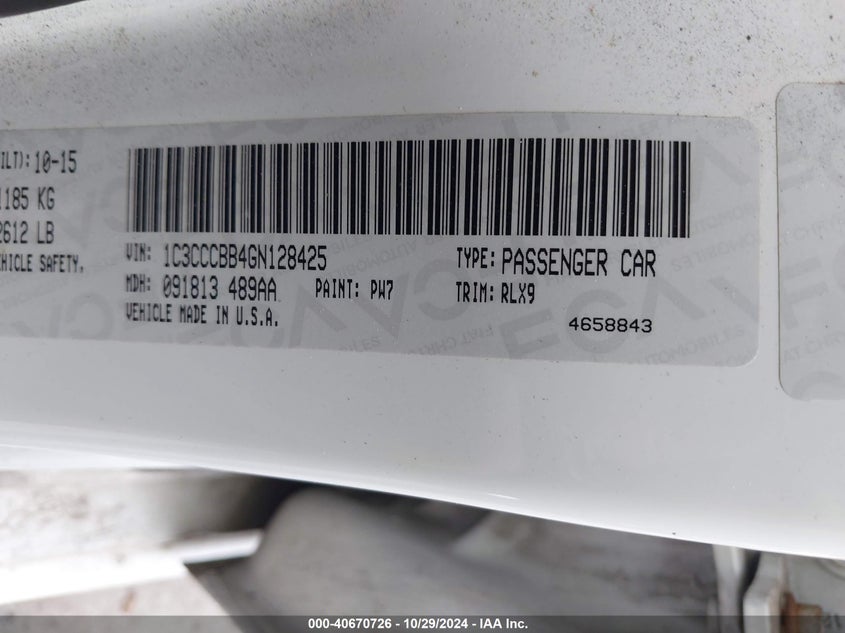 ILT): 10-15
1185 KG
2612 LB
EHICLE SAFETY.
VIN: 1C3CCCBB4GN128425 TYPE: PASSENGER CAR
MDH: 091813 489AA PAINT: PW7 TRIM: RLX9
VEHICLE MADE IN U.S.A.
4658843
000-40670726 - 10/29/2024 - IAA Inc.